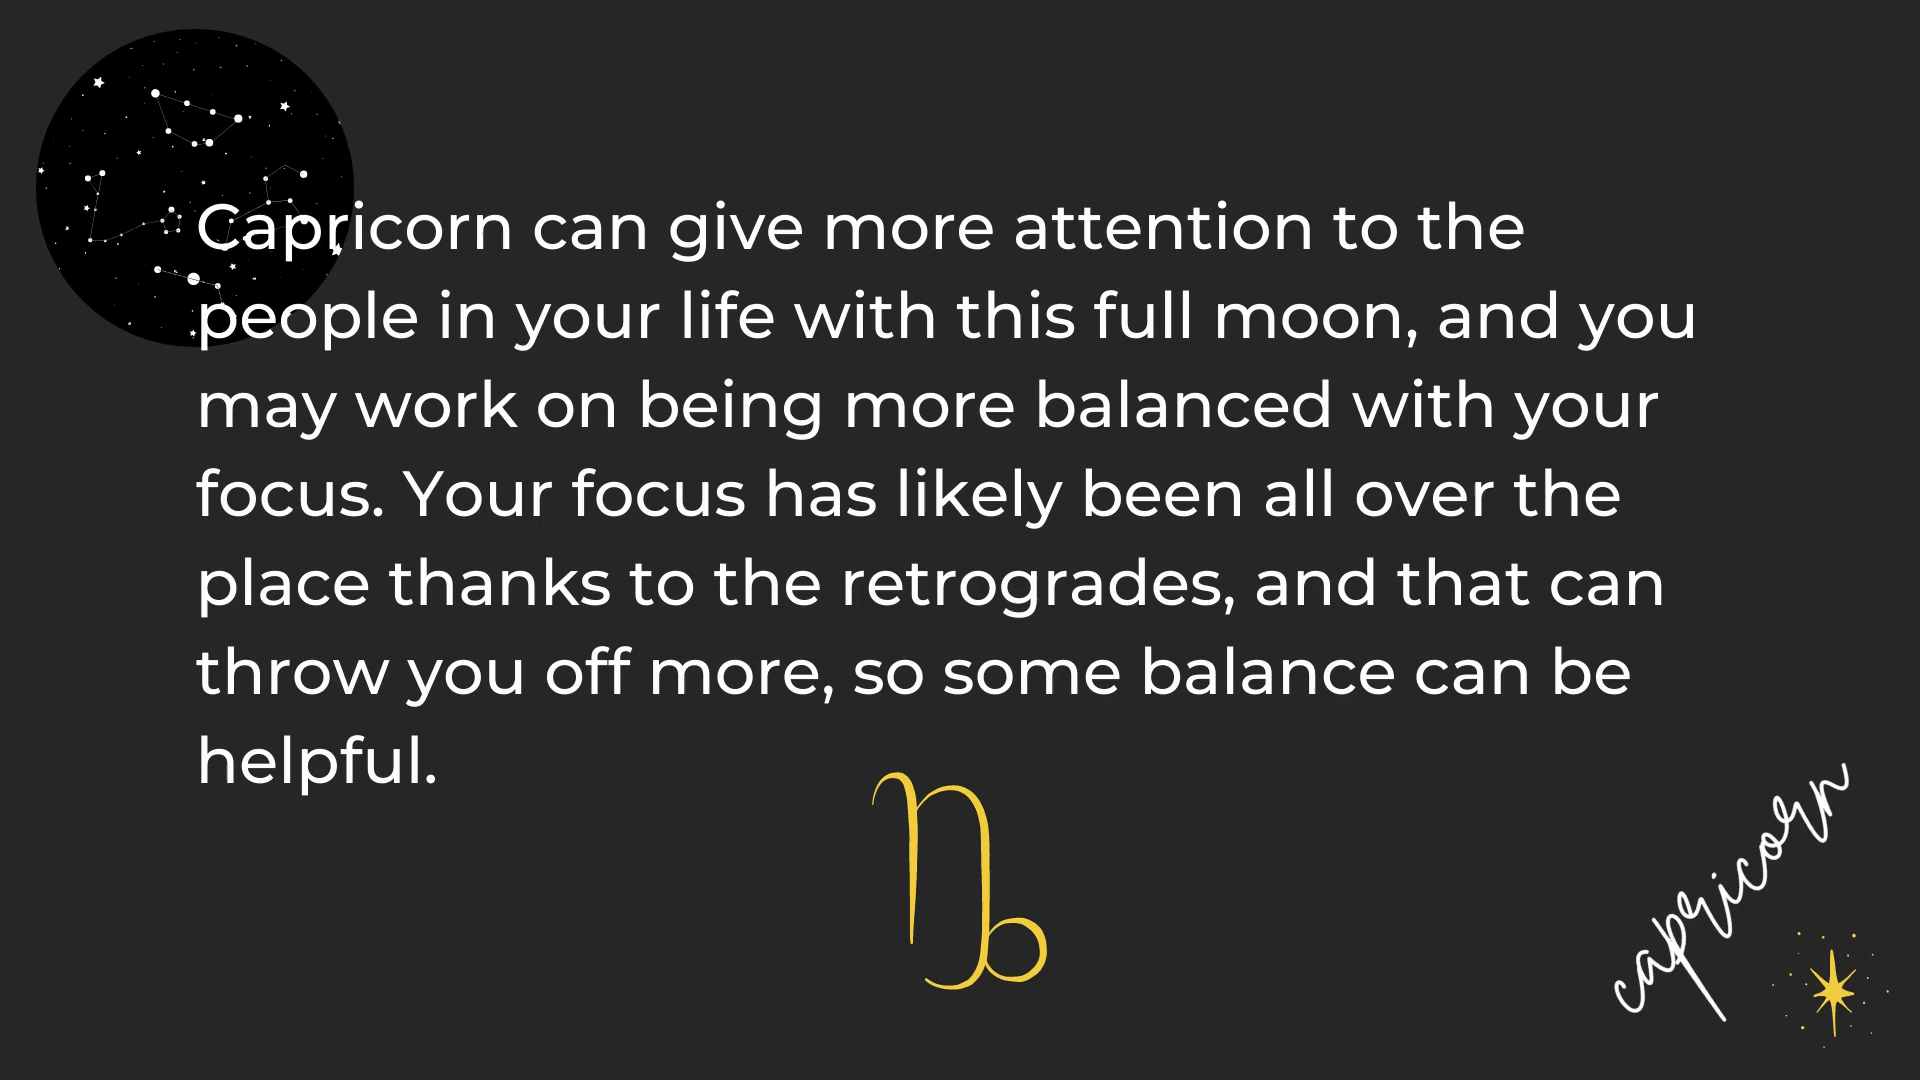 Capricorn can give more attention to the
people in your life with this full moon, and you
may work on being more balanced with your
focus. Your focus has likely been all over the
place thanks to the retrogrades, and that can
throw you off more, so some balance can be
helpful.
capricorn